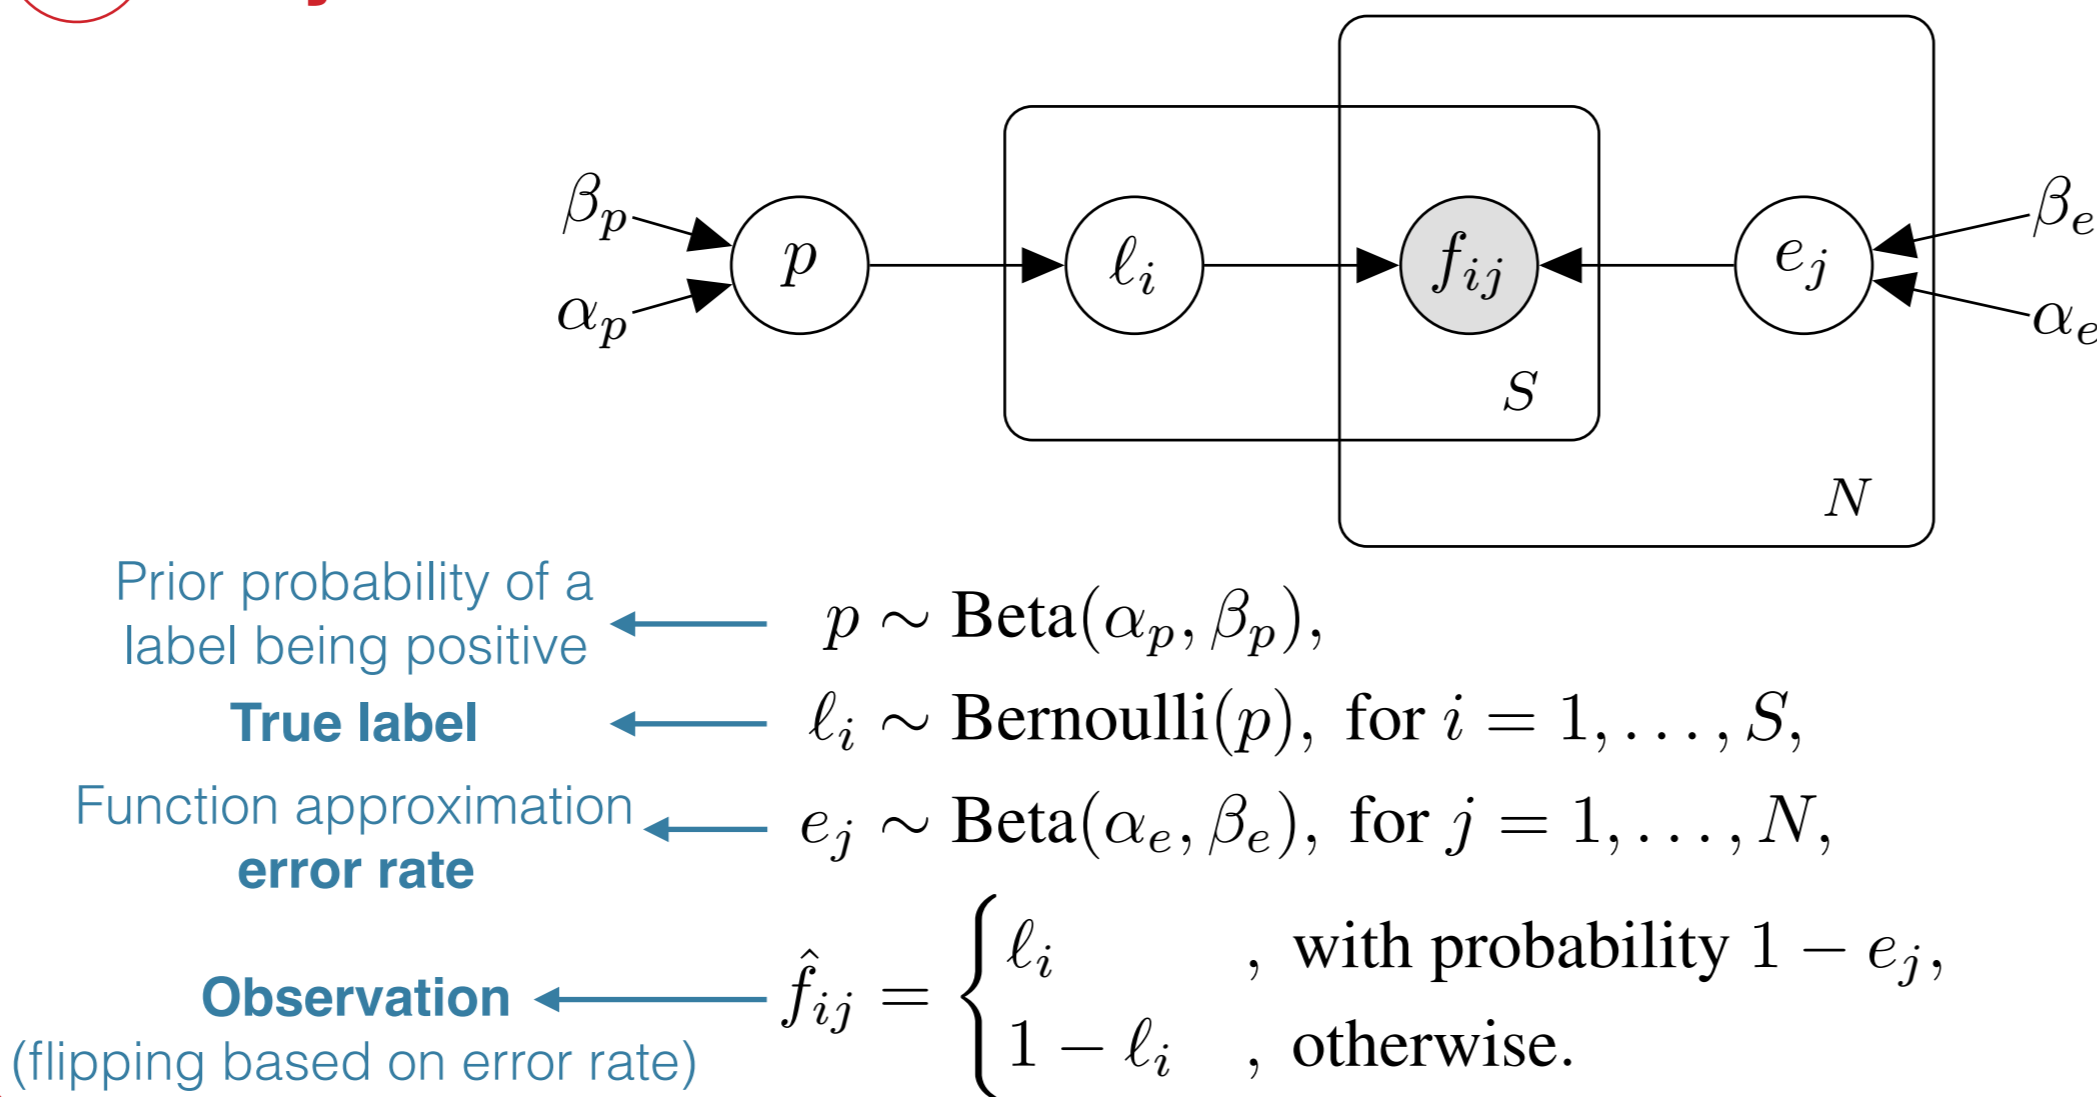 β_p
α_p
p
ℓ_i
f_ij
e_j
β_e
α_e
S
N
Prior probability of a
label being positive
p ∼ Beta(α_p, β_p),
True label
ℓ_i ∼ Bernoulli(p), for i = 1, . . . , S,
Function approximation
error rate
e_j ∼ Beta(α_e, β_e), for j = 1, . . . , N,
Observation
(flipping based on error rate)
f̂_ij = { ℓ_i , with probability 1 − e_j,
1 − ℓ_i , otherwise.